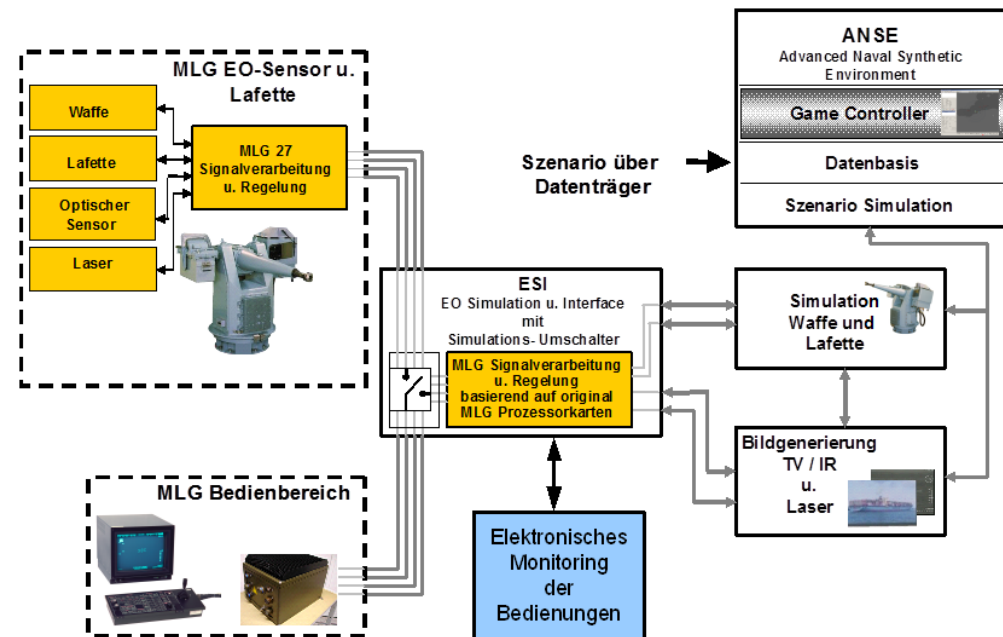 MLG EO-Sensor u.
Lafette
Waffe
Lafette
Optischer
Sensor
Laser
MLG 27
Signalverarbeitung
u. Regelung
Szenario über
Datenträger
ANSE
Advanced Naval Synthetic
Environment
Game Controller
Datenbasis
Szenario Simulation
ESI
EO Simulation u. Interface
mit
Simulations- Umschalter
MLG Signalverarbeitung
u. Regelung
basierend auf original
MLG Prozessorkarten
Simulation
Waffe und
Lafette
Bildgenerierung
TV / IR
u.
Laser
MLG Bedienbereich
Elektronisches
Monitoring
der
Bedienungen